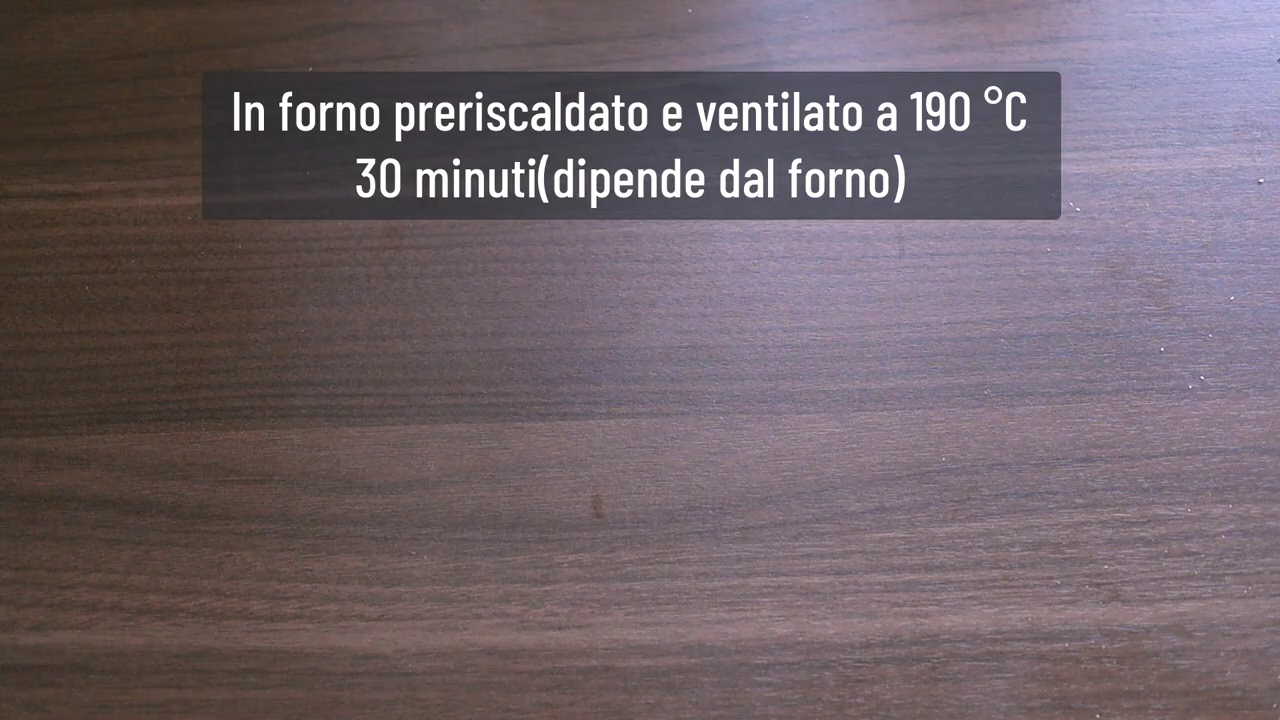 In forno preriscaldato e ventilato a 190 °C
30 minuti(dipende dal forno)